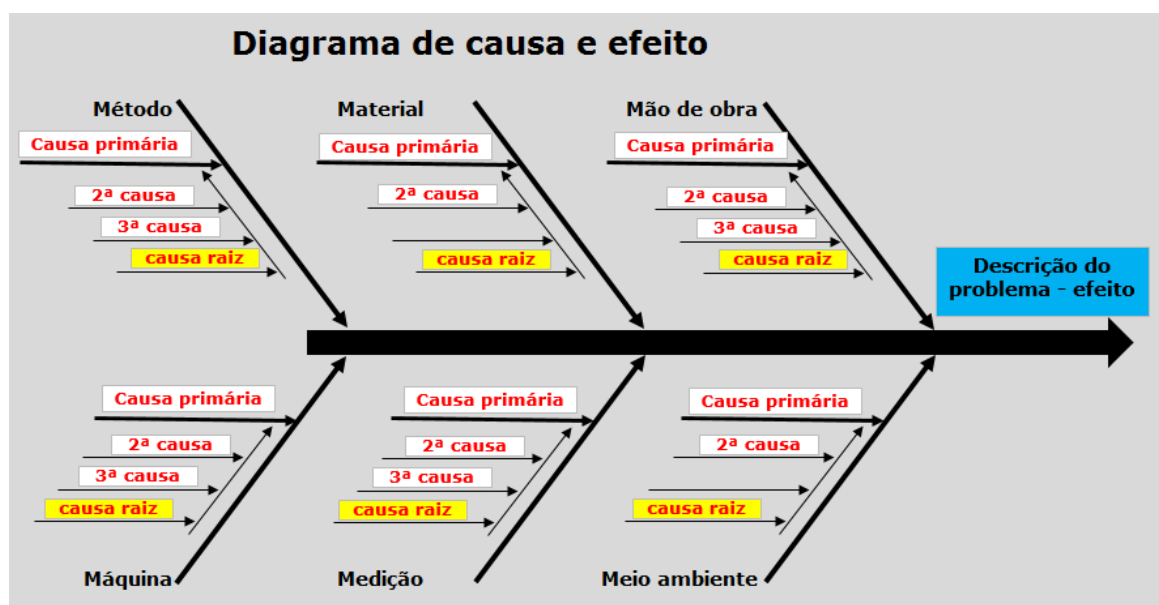 Diagrama de causa e efeito
Método
Material
Mão de obra
Causa primária
Causa primária
Causa primária
2ª causa
2ª causa
2ª causa
3ª causa
3ª causa
causa raiz
causa raiz
causa raiz
Descrição do
problema - efeito
Causa primária
Causa primária
Causa primária
2ª causa
2ª causa
2ª causa
3ª causa
3ª causa
causa raiz
causa raiz
causa raiz
Máquina
Medição
Meio ambiente